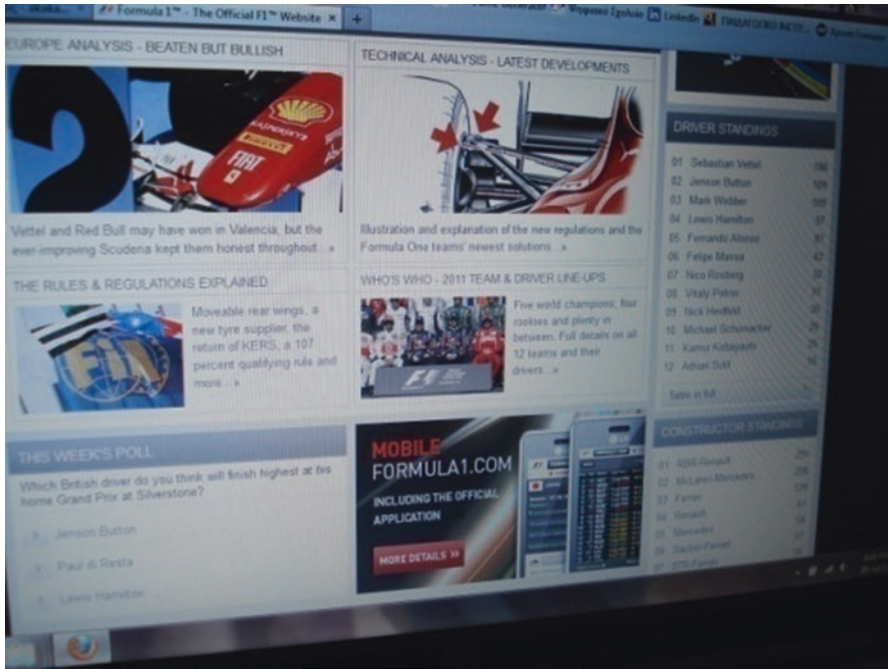 Formula 1™ - The Official F1™ Website
LinkedIn
EUROPE ANALYSIS - BEATEN BUT BULLISH
KASPERSKY
PIRELLI
FIAT
Vettel and Red Bull may have won in Valencia, but the
ever-improving Scuderia kept them honest throughout... »
TECHNICAL ANALYSIS - LATEST DEVELOPMENTS
Illustration and explanation of the new regulations and the
Formula One teams' newest solutions... »
THE RULES & REGULATIONS EXPLAINED
FIA
Moveable rear wings, a
new tyre supplier, the
return of KERS, a 107
percent qualifying rule and
more... »
WHO'S WHO - 2011 TEAM & DRIVER LINE-UPS
F1
Five world champions, four
rookies and plenty in
between. Full details on all
12 teams and their
drivers... »
THIS WEEK'S POLL
Which British driver do you think will finish highest at his
home Grand Prix at Silverstone?
Jenson Button
Paul di Resta
Lewis Hamilton
MOBILE
FORMULA1.COM
INCLUDING THE OFFICIAL
APPLICATION
MORE DETAILS »
LG
DRIVER STANDINGS
01 Sebastian Vettel
02 Jenson Button
03 Mark Webber
04 Lewis Hamilton
05 Fernando Alonso
06 Felipe Massa
07 Nico Rosberg
08 Vitaly Petrov
09 Nick Heidfeld
10 Michael Schumacher
11 Kamui Kobayashi
12 Adrian Sutil
Table in full
CONSTRUCTOR STANDINGS
01 RBR-Renault
02 McLaren-Mercedes
03 Ferrari
04 Renault
05 Mercedes
06 Sauber-Ferrari
07 STR-Ferrari